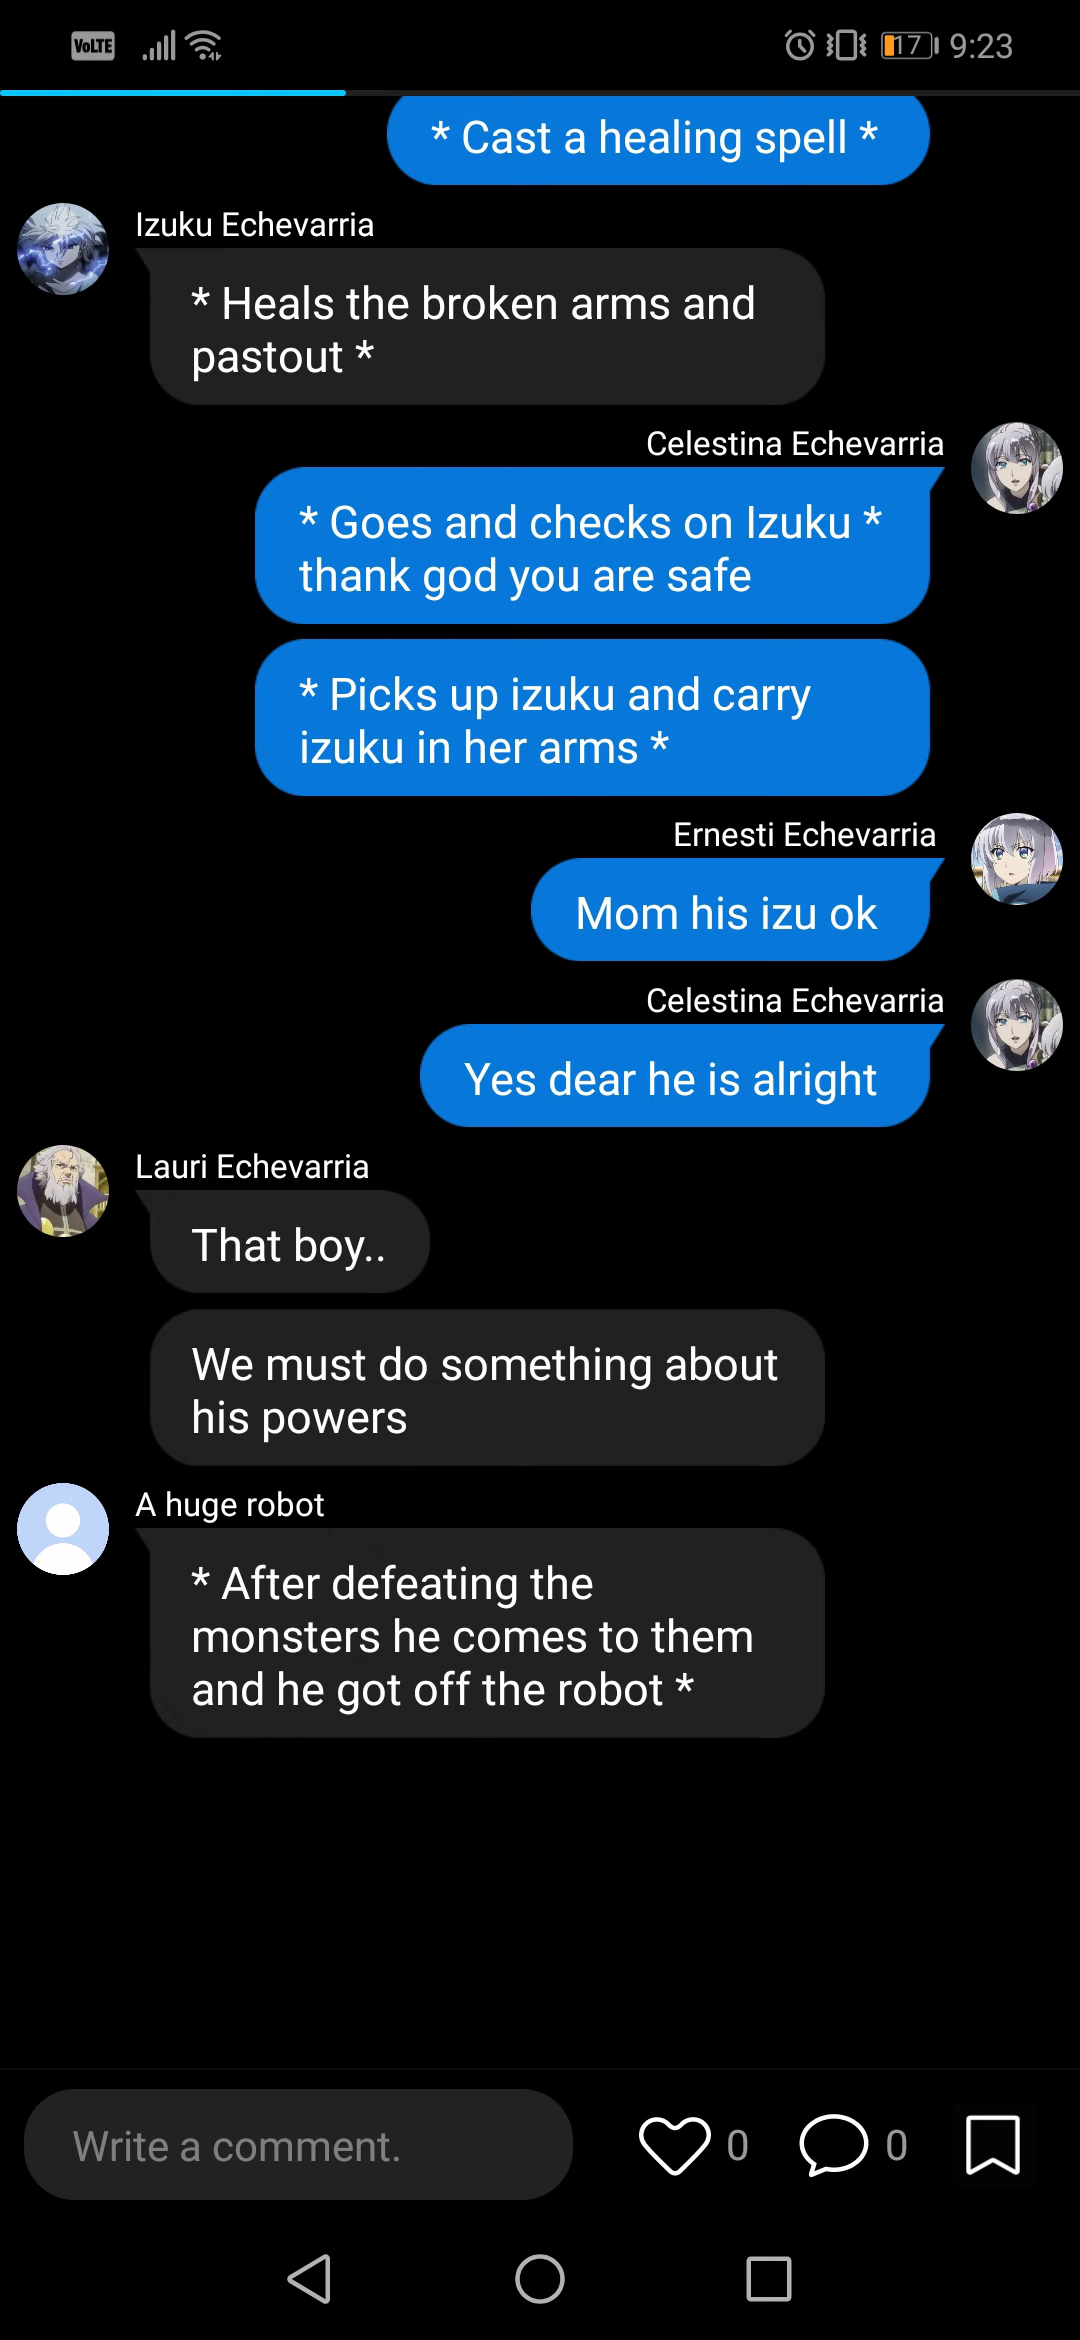 VoLTE 17 9:23
* Cast a healing spell *
Izuku Echevarria
* Heals the broken arms and
pastout *
Celestina Echevarria
* Goes and checks on Izuku *
thank god you are safe
* Picks up izuku and carry
izuku in her arms *
Ernesti Echevarria
Mom his izu ok
Celestina Echevarria
Yes dear he is alright
Lauri Echevarria
That boy..
We must do something about
his powers
A huge robot
* After defeating the
monsters he comes to them
and he got off the robot *
Write a comment. 0 0